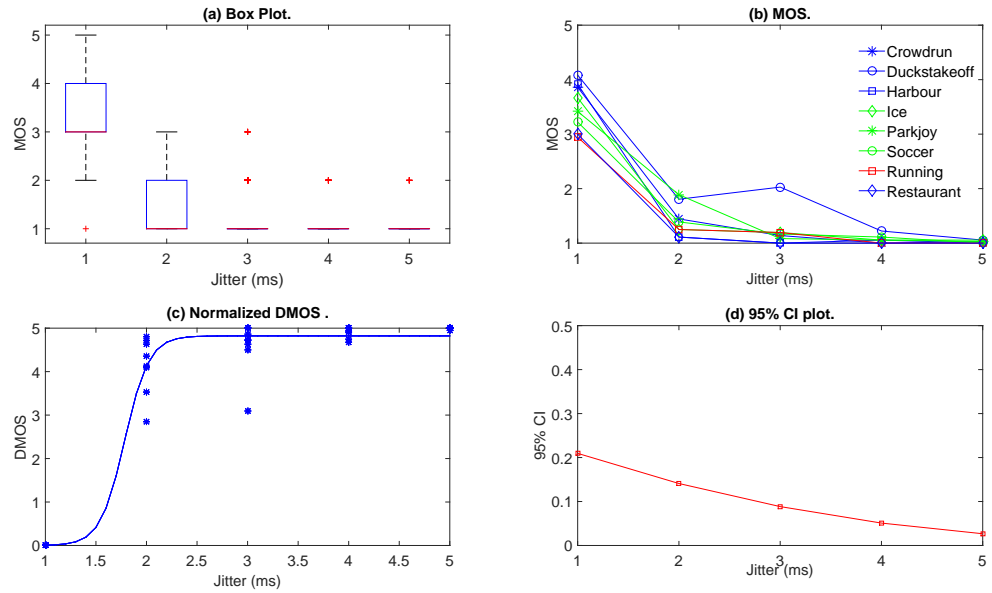 (a) Box Plot.
5
4
3
2
1
MOS
1 2 3 4 5
Jitter (ms)
(b) MOS.
5
4
3
2
1
MOS
Crowdrun
Duckstakeoff
Harbour
Ice
Parkjoy
Soccer
Running
Restaurant
1 2 3 4 5
Jitter (ms)
(c) Normalized DMOS .
5
4
3
2
1
0
DMOS
1 1.5 2 2.5 3 3.5 4 4.5 5
Jitter (ms)
(d) 95% CI plot.
0.5
0.4
0.3
0.2
0.1
0
95% CI
1 2 3 4 5
Jitter (ms)